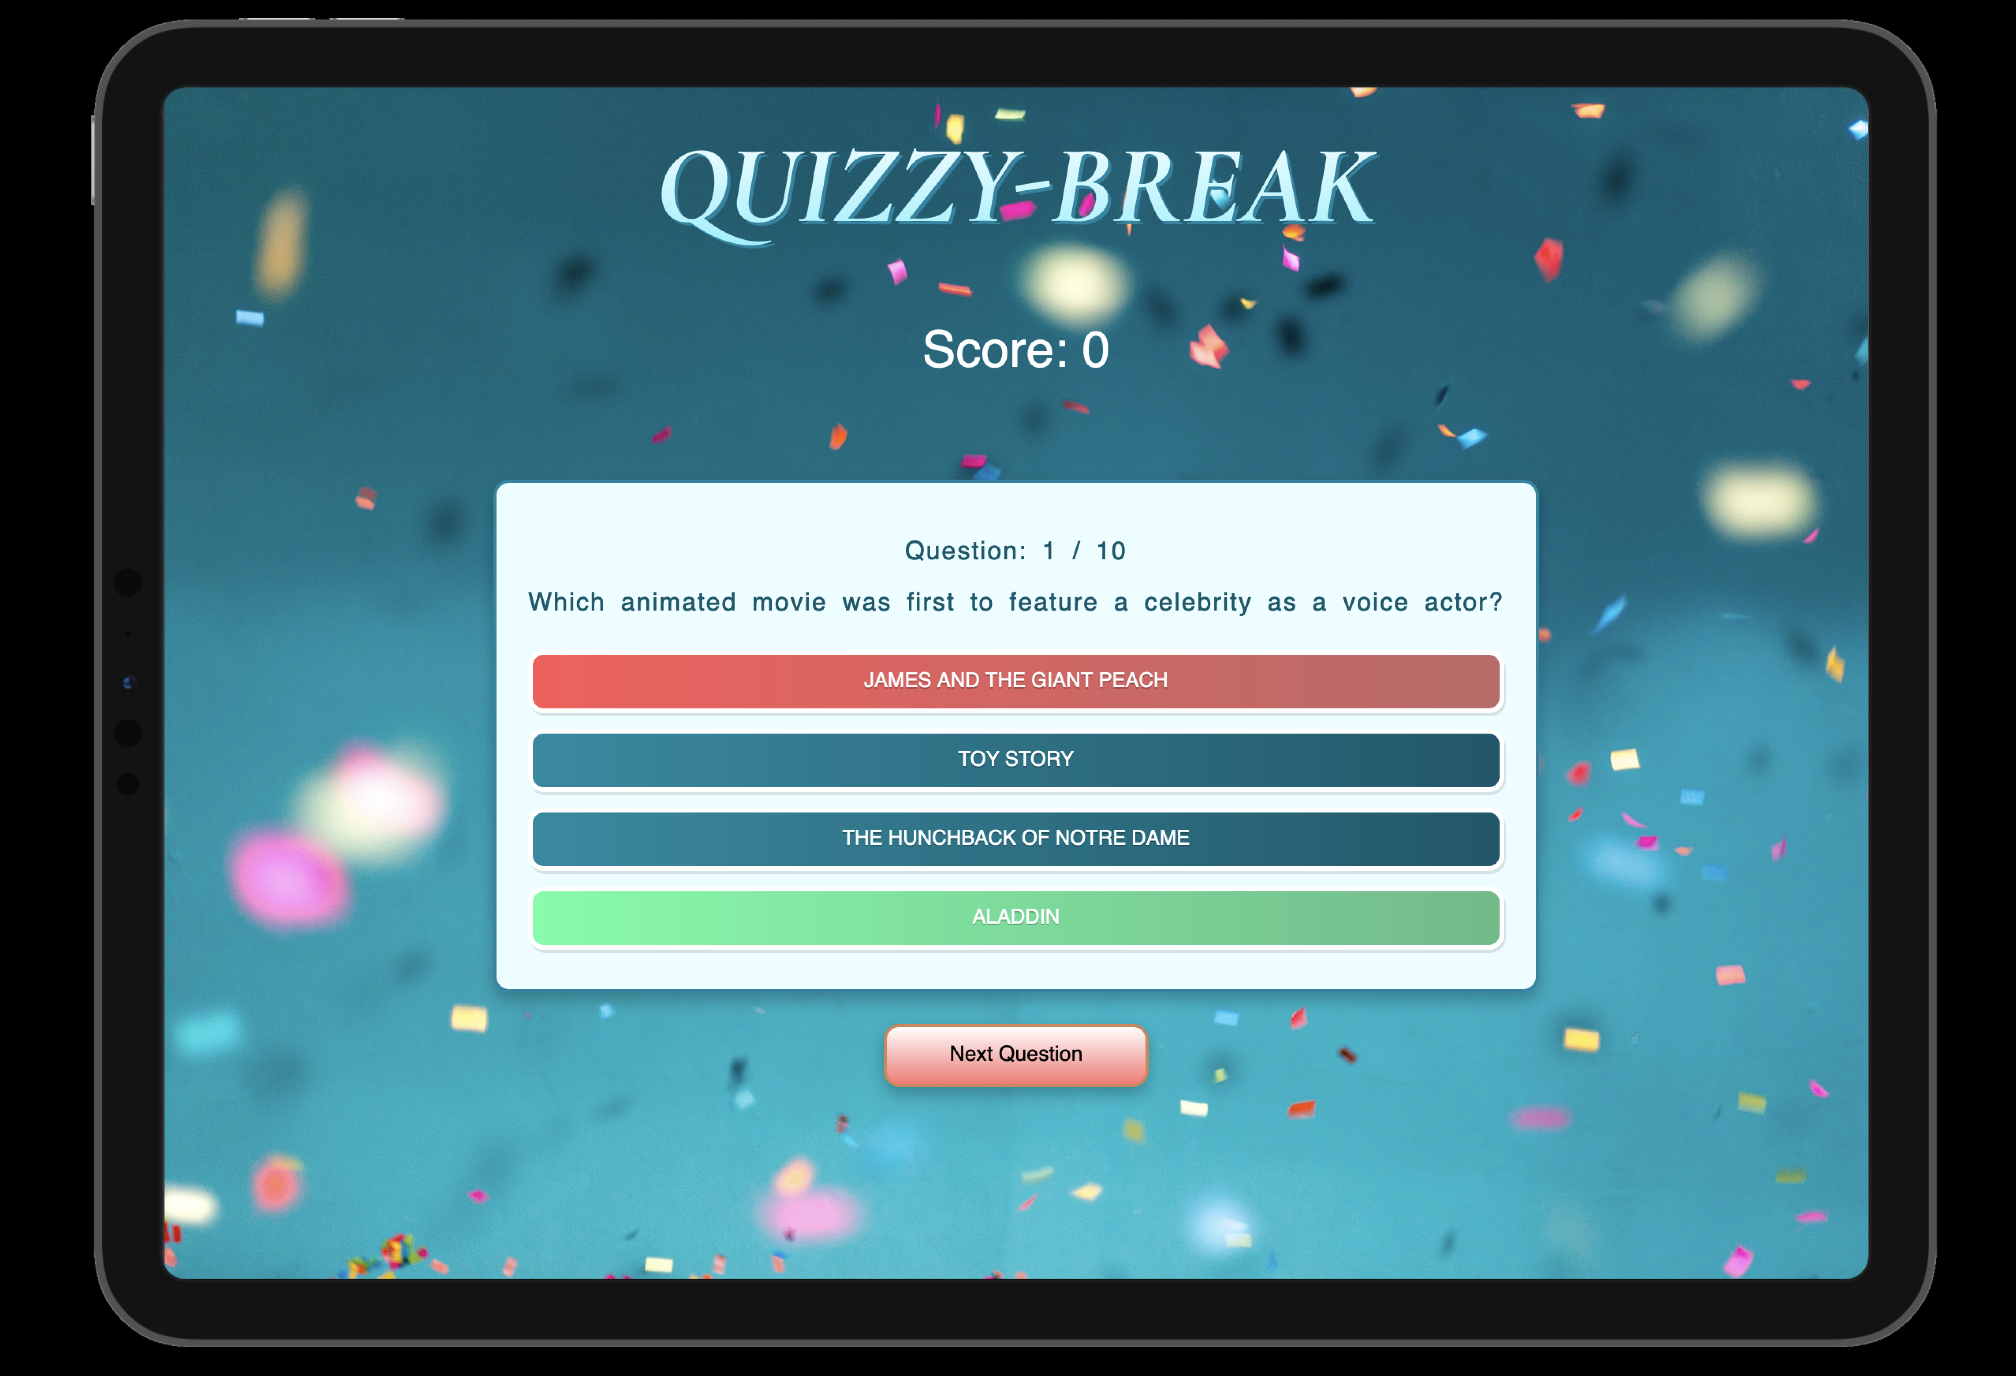 QUIZZY-BREAK
Score: 0
Question: 1 / 10
Which animated movie was first to feature a celebrity as a voice actor?
JAMES AND THE GIANT PEACH
TOY STORY
THE HUNCHBACK OF NOTRE DAME
ALADDIN
Next Question